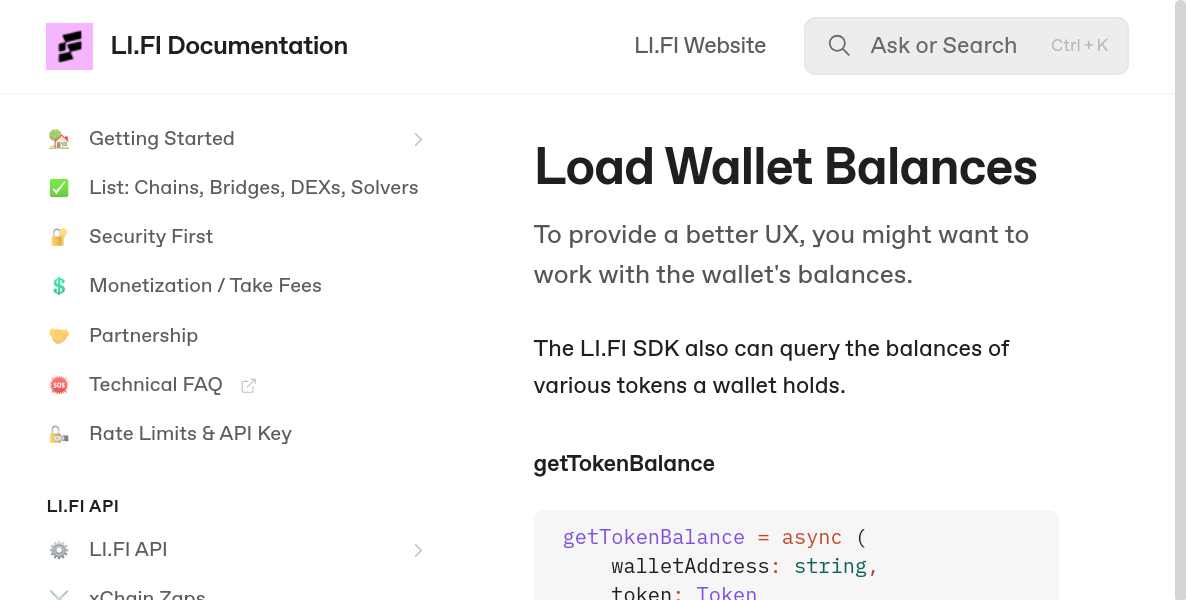 LI.FI Documentation
LI.FI Website
Ask or Search
Ctrl + K
Getting Started
List: Chains, Bridges, DEXs, Solvers
Security First
Monetization / Take Fees
Partnership
Technical FAQ
Rate Limits & API Key
LI.FI API
LI.FI API
xChain Zaps
Load Wallet Balances
To provide a better UX, you might want to
work with the wallet's balances.
The LI.FI SDK also can query the balances of
various tokens a wallet holds.
getTokenBalance
getTokenBalance = async (
walletAddress: string,
token: Token